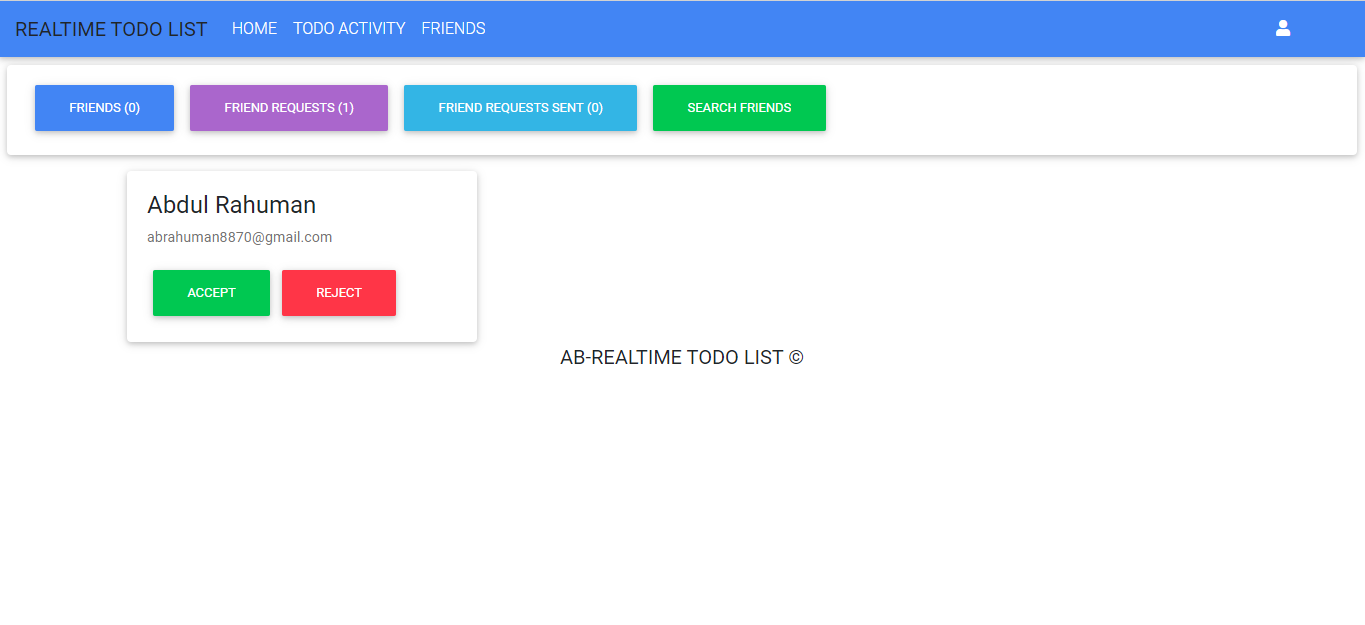 REALTIME TODO LIST HOME TODO ACTIVITY FRIENDS
FRIENDS (0) FRIEND REQUESTS (1) FRIEND REQUESTS SENT (0) SEARCH FRIENDS
Abdul Rahuman
abrahuman8870@gmail.com
ACCEPT REJECT
AB-REALTIME TODO LIST ©